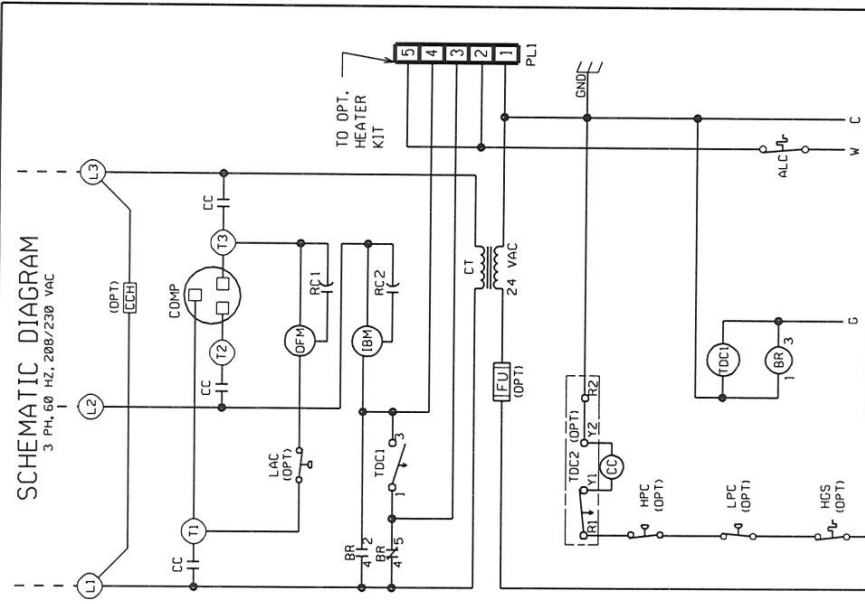 SCHEMATIC DIAGRAM
3 PH, 60 HZ, 208/230 VAC
L1
L2
L3
(OPT)
CCH
CC
T1
CC
T2
COMP
T3
CC
LAC
(OPT)
OFM
RC1
BR
4 2
BR
4 5
TDC1
1 3
IBM
RC2
TO OPT.
HEATER
KIT
5
4
3
2
1
PL1
CT
24 VAC
FU
(OPT)
GND
TDC2 (OPT)
R1
Y1
Y2
R2
CC
HPC
(OPT)
LPC
(OPT)
HGS
(OPT)
TDC1
BR
1 3
ALC
G
W
C